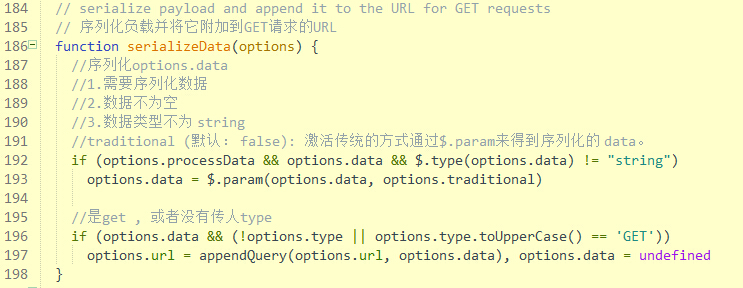 184 // serialize payload and append it to the URL for GET requests
185 // 序列化负载并将它附加到GET请求的URL
186 function serializeData(options) {
187 //序列化options.data
188 //1.需要序列化数据
189 //2.数据不为空
190 //3.数据类型不为 string
191 //traditional (默认: false): 激活传统的方式通过$.param来得到序列化的 data。
192 if (options.processData && options.data && $.type(options.data) != "string")
193 options.data = $.param(options.data, options.traditional)
194
195 //是get , 或者没有传人type
196 if (options.data && (!options.type || options.type.toUpperCase() == 'GET'))
197 options.url = appendQuery(options.url, options.data), options.data = undefined
198 }